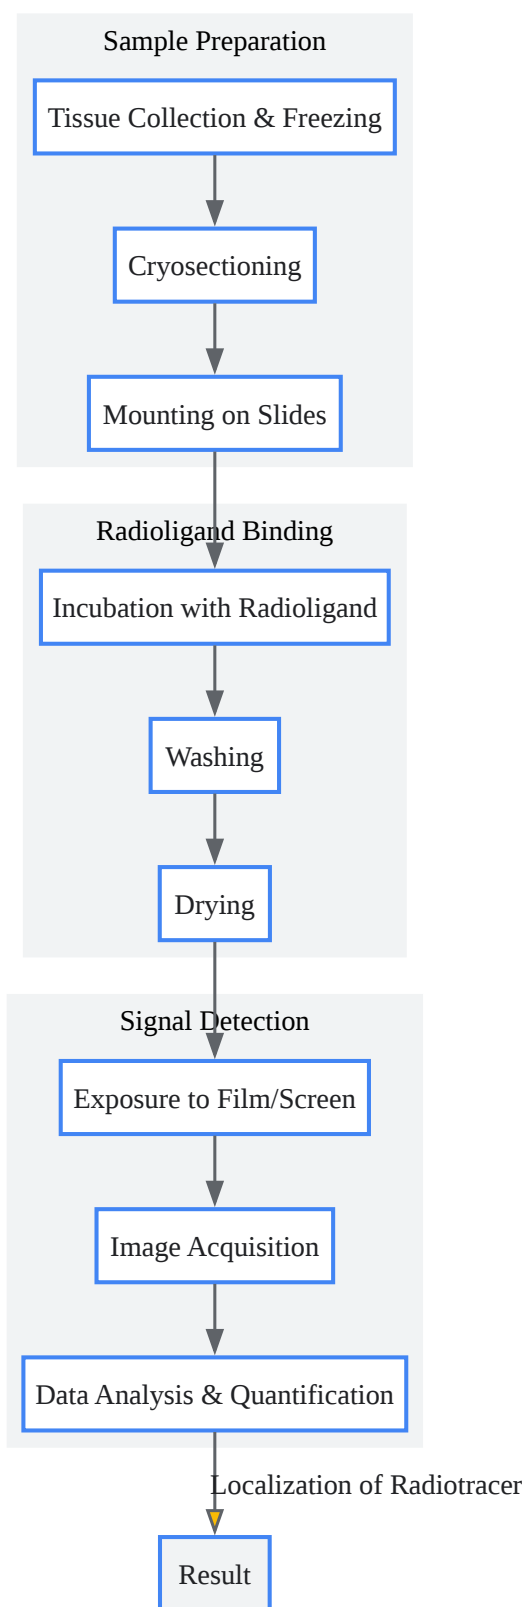 Sample Preparation
Tissue Collection & Freezing
Cryosectioning
Mounting on Slides
Radioligand Binding
Incubation with Radioligand
Washing
Drying
Signal Detection
Exposure to Film/Screen
Image Acquisition
Data Analysis & Quantification
Localization of Radiotracer
Result